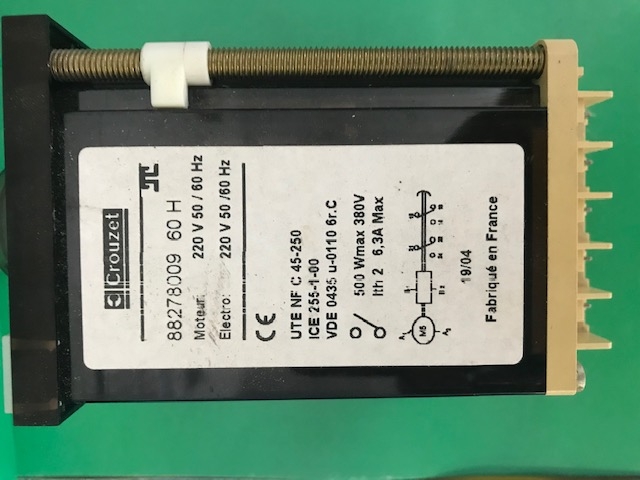 Crouzet
88278009 60 H
Moteur: 220 V 50 / 60 Hz
Electro: 220 V 50 /60 Hz
CE
UTE NF C 45-250
ICE 255-1-00
VDE 0435 u-0110 6r.C
500 Wmax 380V
Ith 2 6,3A Max
MS
19/04
Fabriqué en France